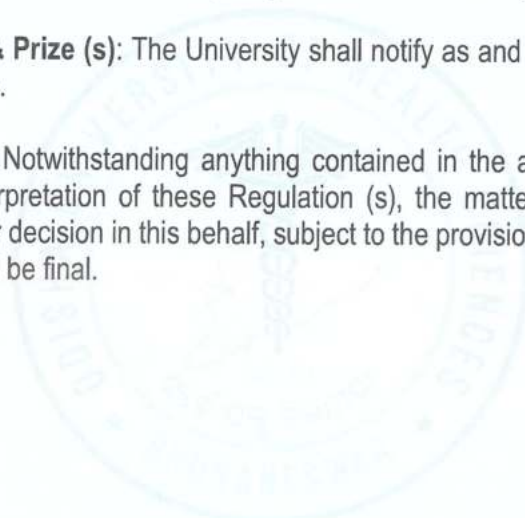 Prize (s): The University shall notify as and
.
Notwithstanding anything contained in the a
rpretation of these Regulation (s), the matte
decision in this behalf, subject to the provision
be final.